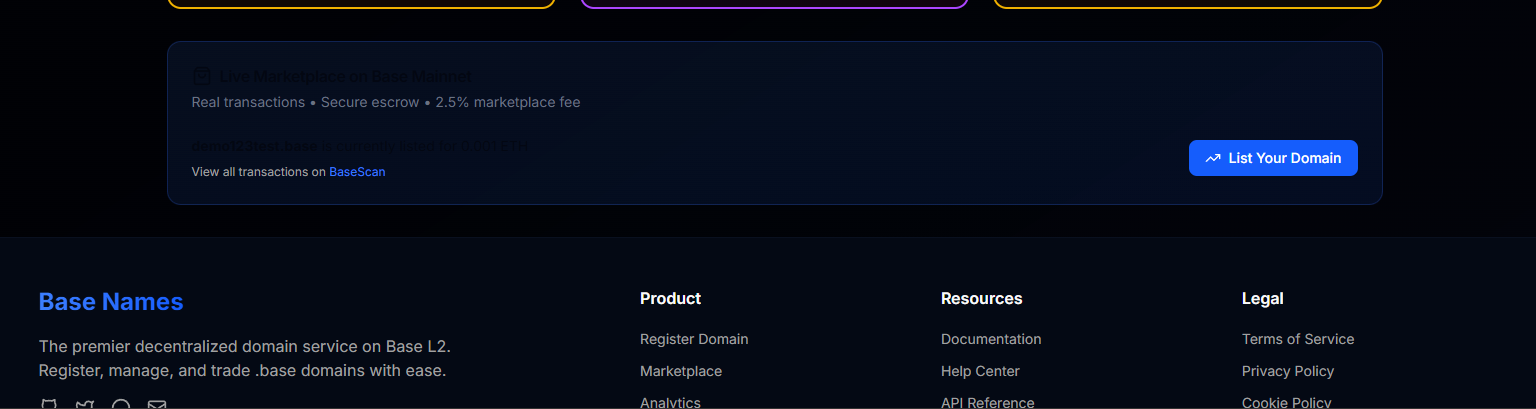 Live Marketplace on Base Mainnet
Real transactions • Secure escrow • 2.5% marketplace fee
demo123test.base is currently listed for 0.001 ETH
View all transactions on BaseScan
List Your Domain
Base Names
The premier decentralized domain service on Base L2.
Register, manage, and trade .base domains with ease.
Product
Register Domain
Marketplace
Analytics
Resources
Documentation
Help Center
API Reference
Legal
Terms of Service
Privacy Policy
Cookie Policy